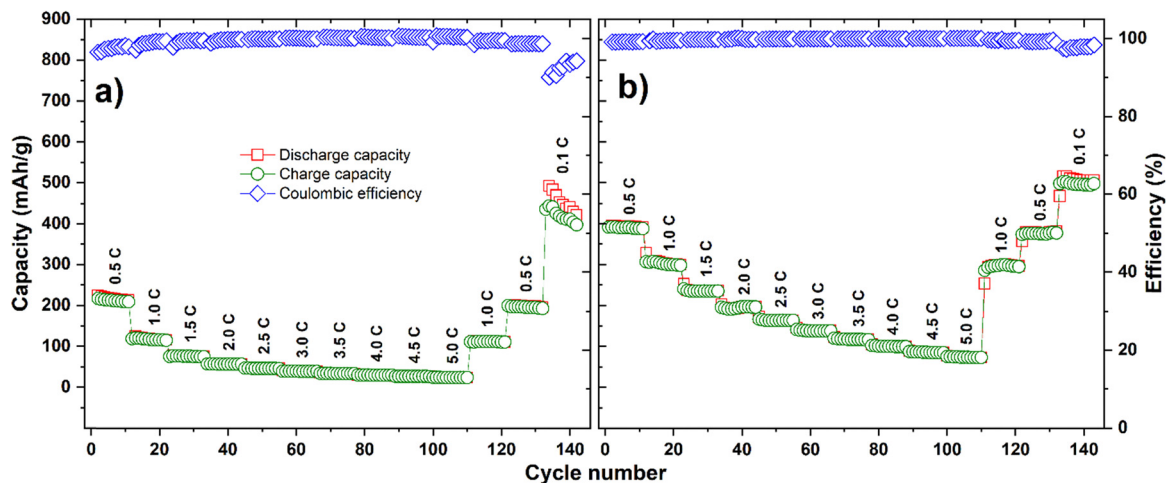 a)
b)
Capacity (mAh/g)
900
800
700
600
500
400
300
200
100
0
Discharge capacity
Charge capacity
Coulombic efficiency
0.5 C
1.0 C
1.5 C
2.0 C
2.5 C
3.0 C
3.5 C
4.0 C
4.5 C
5.0 C
1.0 C
0.5 C
0.1 C
0.5 C
1.0 C
1.5 C
2.0 C
2.5 C
3.0 C
3.5 C
4.0 C
4.5 C
5.0 C
1.0 C
0.5 C
0.1 C
100
80
60
40
20
0
Efficiency (%)
0 20 40 60 80 100 120 140
0 20 40 60 80 100 120 140
Cycle number